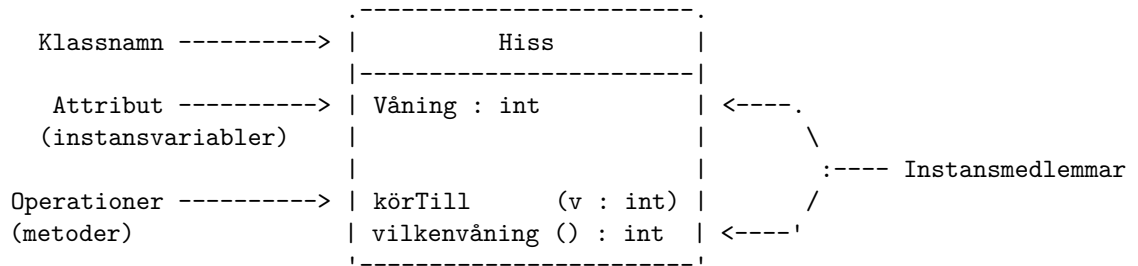 Klassnamn ----------> | Hiss |
Attribut ----------> | Våning : int | <----.
(instansvariabler) | | \
| | :---- Instansmedlemmar
Operationer ----------> | körTill (v : int) | /
(metoder) | vilkenvåning () : int | <----'